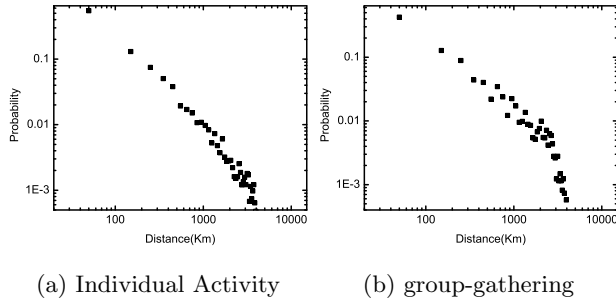 0.1
0.01
1E-3
Probability
100
1000
10000
Distance(Km)
(a) Individual Activity
0.1
0.01
1E-3
Probability
100
1000
10000
Distance(Km)
(b) group-gathering